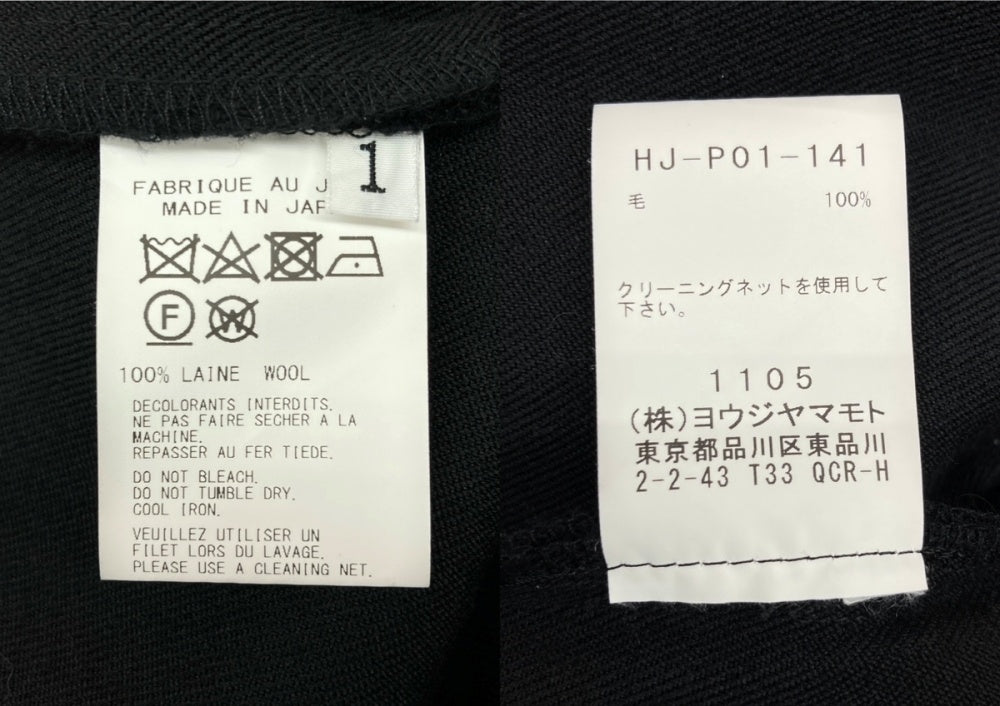 FABRIQUE AU J
1
MADE IN JAP
F
W
100% LAINE WOOL
DECOLORANTS INTERDITS.
NE PAS FAIRE SECHER A LA
MACHINE.
REPASSER AU FER TIEDE.
DO NOT BLEACH.
DO NOT TUMBLE DRY.
COOL IRON.
VEUILLEZ UTILISER UN
FILET LORS DU LAVAGE.
PLEASE USE A CLEANING NET.
HJ-P01-141
毛 100%
クリーニングネットを使用して
下さい。
1105
(株)ヨウジヤマモト
東京都品川区東品川
2-2-43 T33 QCR-H